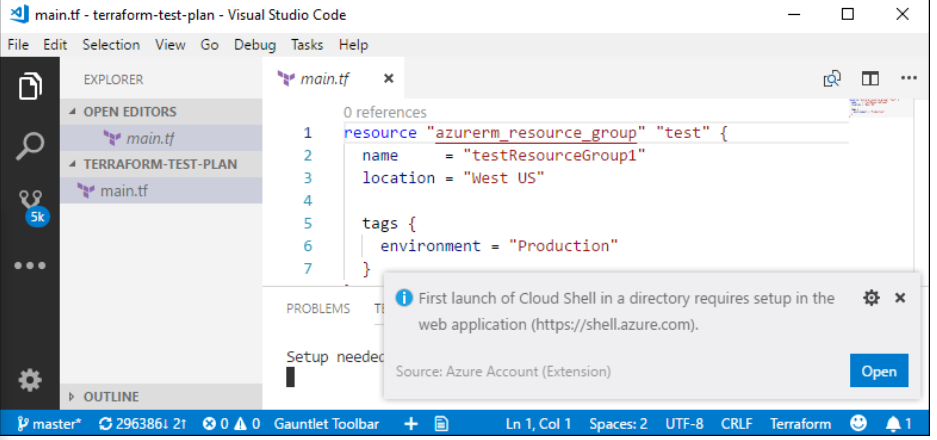 main.tf - terraform-test-plan - Visual Studio Code
File Edit Selection View Go Debug Tasks Help
EXPLORER
OPEN EDITORS
main.tf
TERRAFORM-TEST-PLAN
main.tf
5k
OUTLINE
main.tf
0 references
1 resource "azurerm_resource_group" "test" {
2 name = "testResourceGroup1"
3 location = "West US"
4
5 tags {
6 environment = "Production"
7 }
PROBLEMS
Setup needed
First launch of Cloud Shell in a directory requires setup in the
web application (https://shell.azure.com).
Source: Azure Account (Extension)
Open
master* 296386↓ 2↑ 0 0 Gauntlet Toolbar + Ln 1, Col 1 Spaces: 2 UTF-8 CRLF Terraform 1